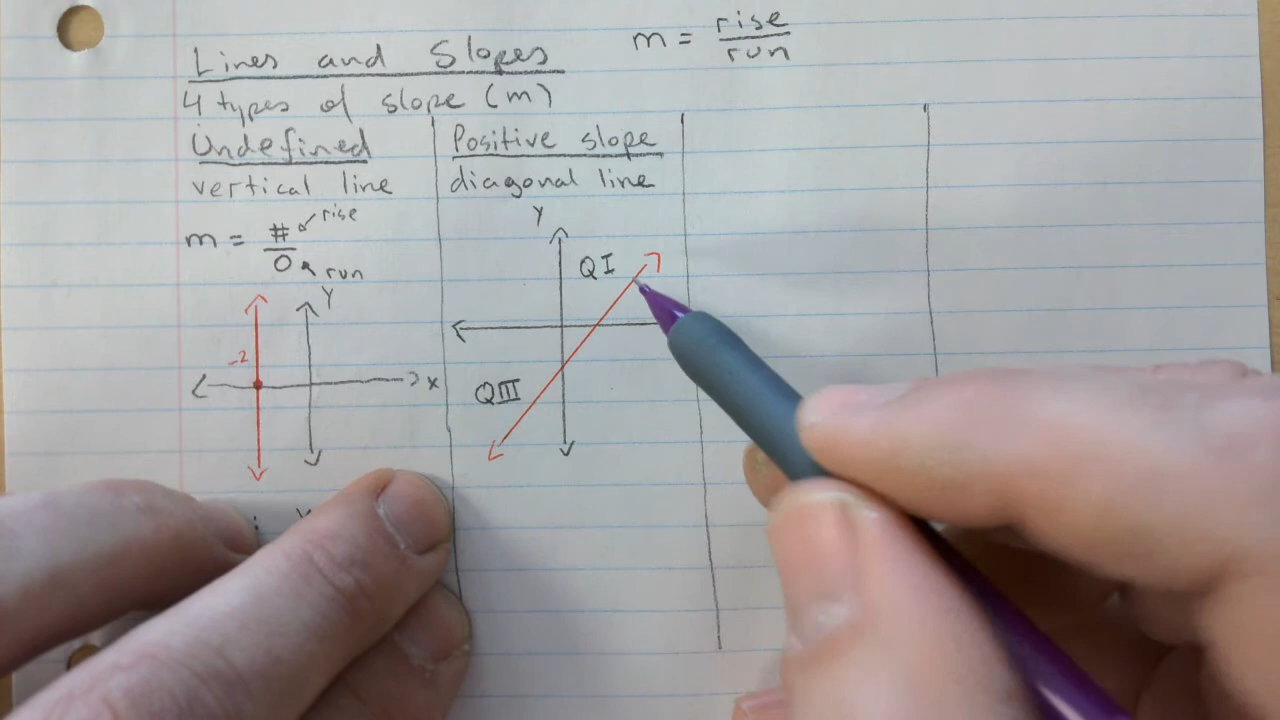 Lines and Slopes
m = rise/run
4 types of slope (m)
Undefined
vertical line
m = #/0
rise
run
Y
-2
X
Positive slope
diagonal line
Y
QI
QIII